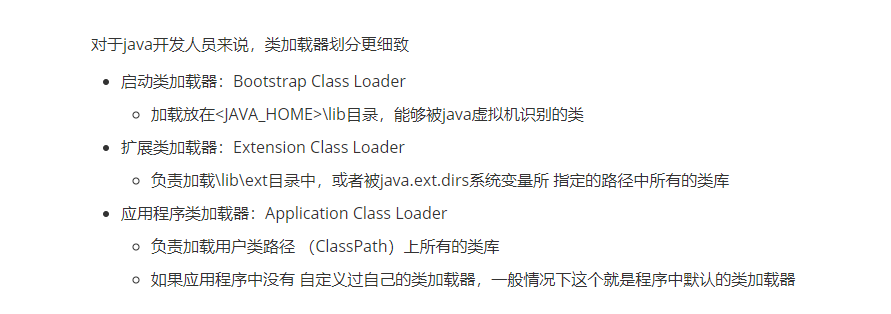 对于java开发人员来说，类加载器划分更细致
启动类加载器：Bootstrap Class Loader
加载放在<JAVA_HOME>\lib目录，能够被java虚拟机识别的类
扩展类加载器：Extension Class Loader
负责加载\lib\ext目录中，或者被java.ext.dirs系统变量所 指定的路径中所有的类库
应用程序类加载器：Application Class Loader
负责加载用户类路径 （ClassPath）上所有的类库
如果应用程序中没有 自定义过自己的类加载器，一般情况下这个就是程序中默认的类加载器